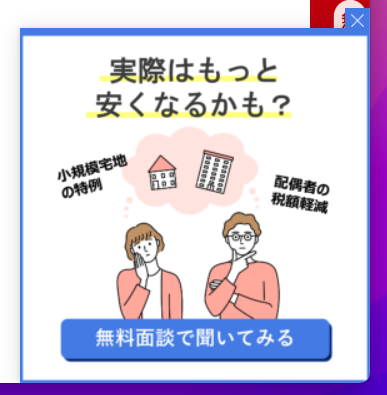 実際はもっと
安くなるかも？
小規模宅地
の特例
配偶者の
税額軽減
無料面談で聞いてみる